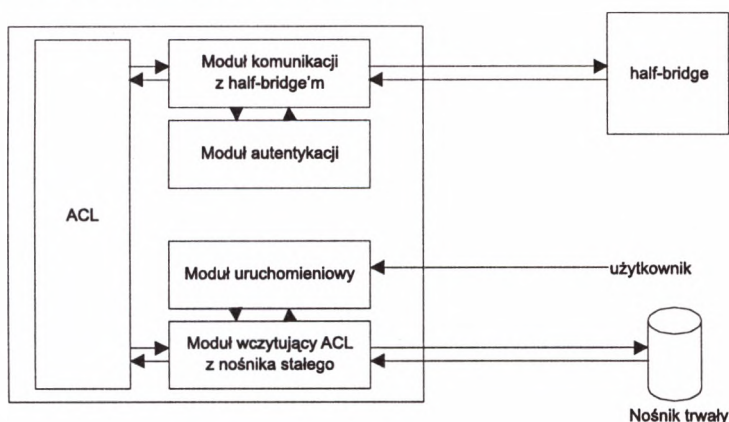 Moduł komunikacji
z half-bridge'm
half-bridge
Moduł autentykacji
ACL
Moduł uruchomieniowy
użytkownik
Moduł wczytujący ACL
z nośnika stałego
Nośnik trwały